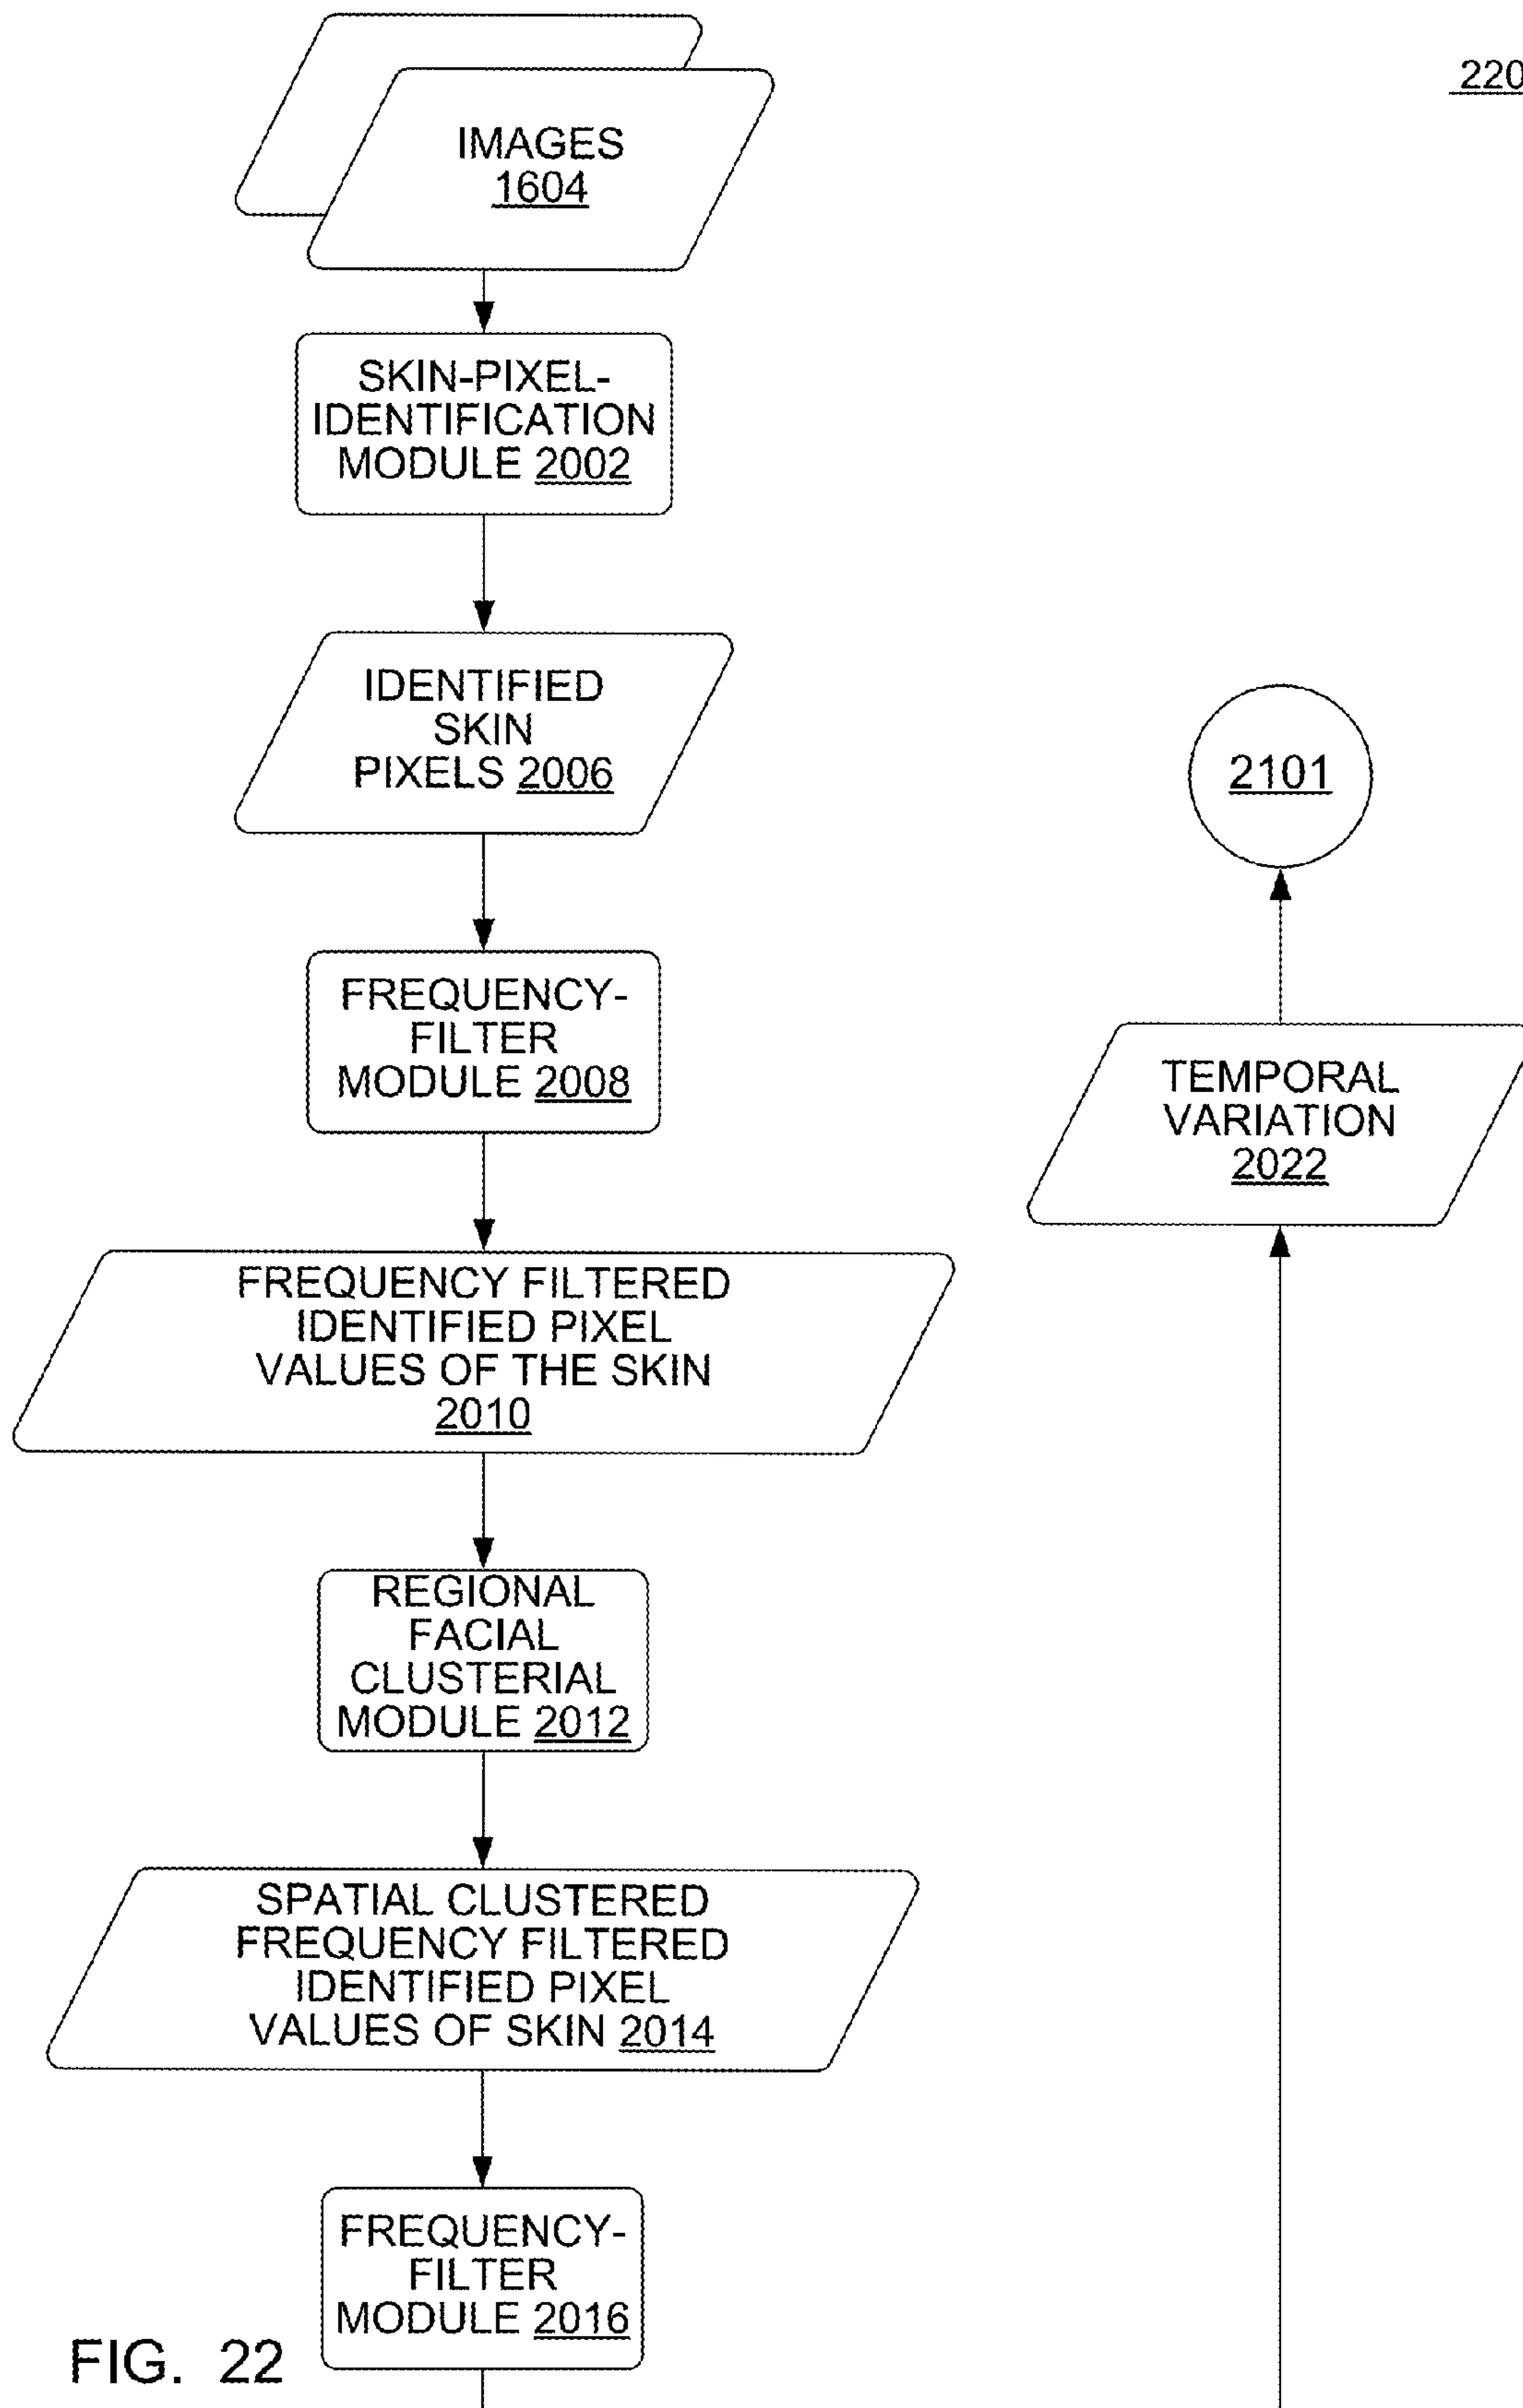 220
IMAGES
1604
SKIN-PIXEL-
IDENTIFICATION
MODULE 2002
IDENTIFIED
SKIN
PIXELS 2006
FREQUENCY-
FILTER
MODULE 2008
FREQUENCY FILTERED
IDENTIFIED PIXEL
VALUES OF THE SKIN
2010
REGIONAL
FACIAL
CLUSTERIAL
MODULE 2012
SPATIAL CLUSTERED
FREQUENCY FILTERED
IDENTIFIED PIXEL
VALUES OF SKIN 2014
FREQUENCY-
FILTER
MODULE 2016
2101
TEMPORAL
VARIATION
2022
FIG. 22